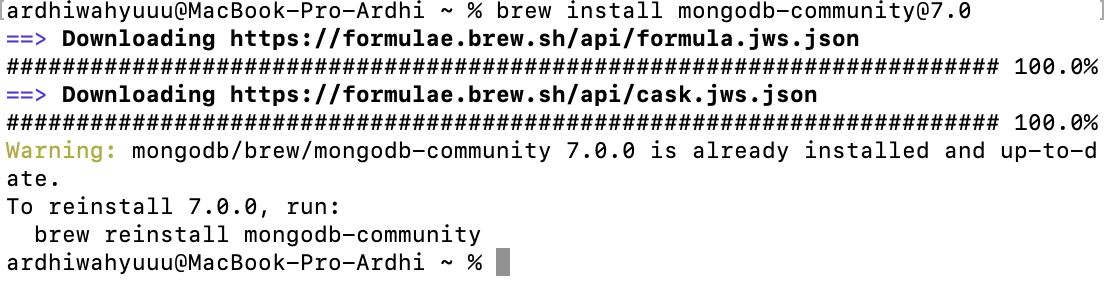 [ardhiwahyuuu@MacBook-Pro-Ardhi ~ % brew install mongodb-community@7.0 ]
==> Downloading https://formulae.brew.sh/api/formula.jws.json
####################################################################### 100.0%
==> Downloading https://formulae.brew.sh/api/cask.jws.json
####################################################################### 100.0%
Warning: mongodb/brew/mongodb-community 7.0.0 is already installed and up-to-d
ate.
To reinstall 7.0.0, run:
  brew reinstall mongodb-community
ardhiwahyuuu@MacBook-Pro-Ardhi ~ %